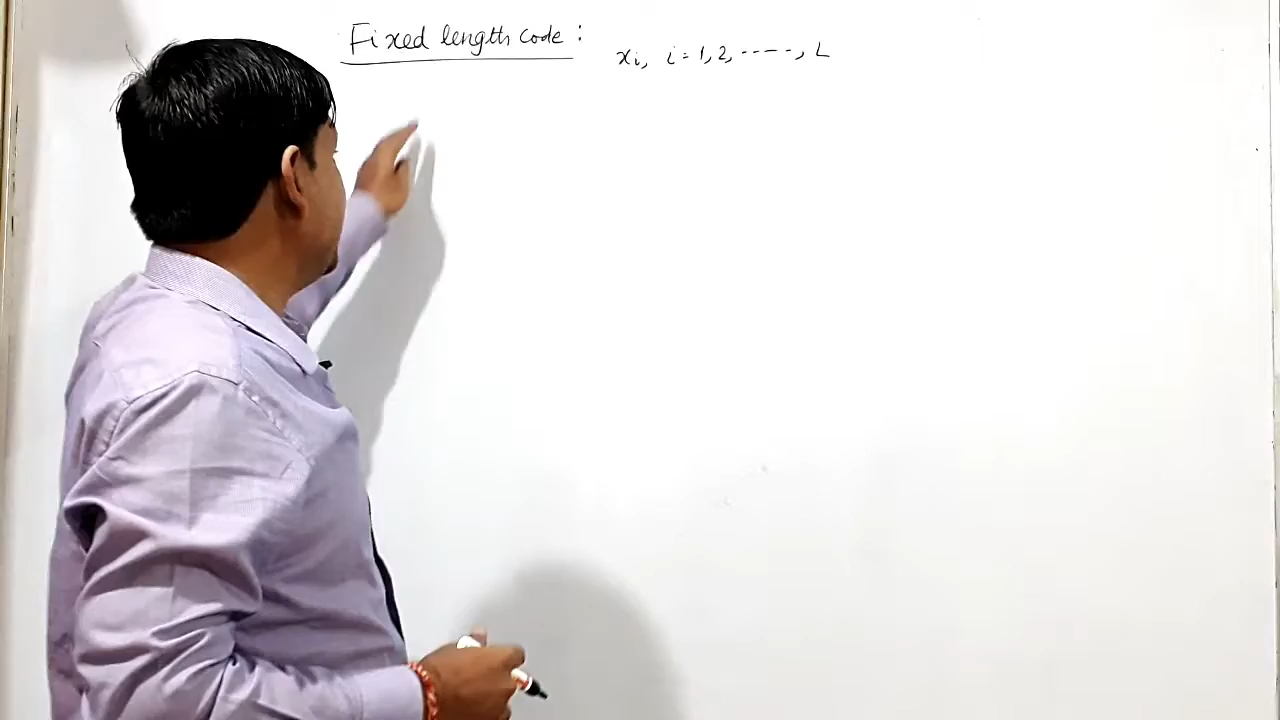 Fixed length code :
xi, i = 1, 2, -----, L